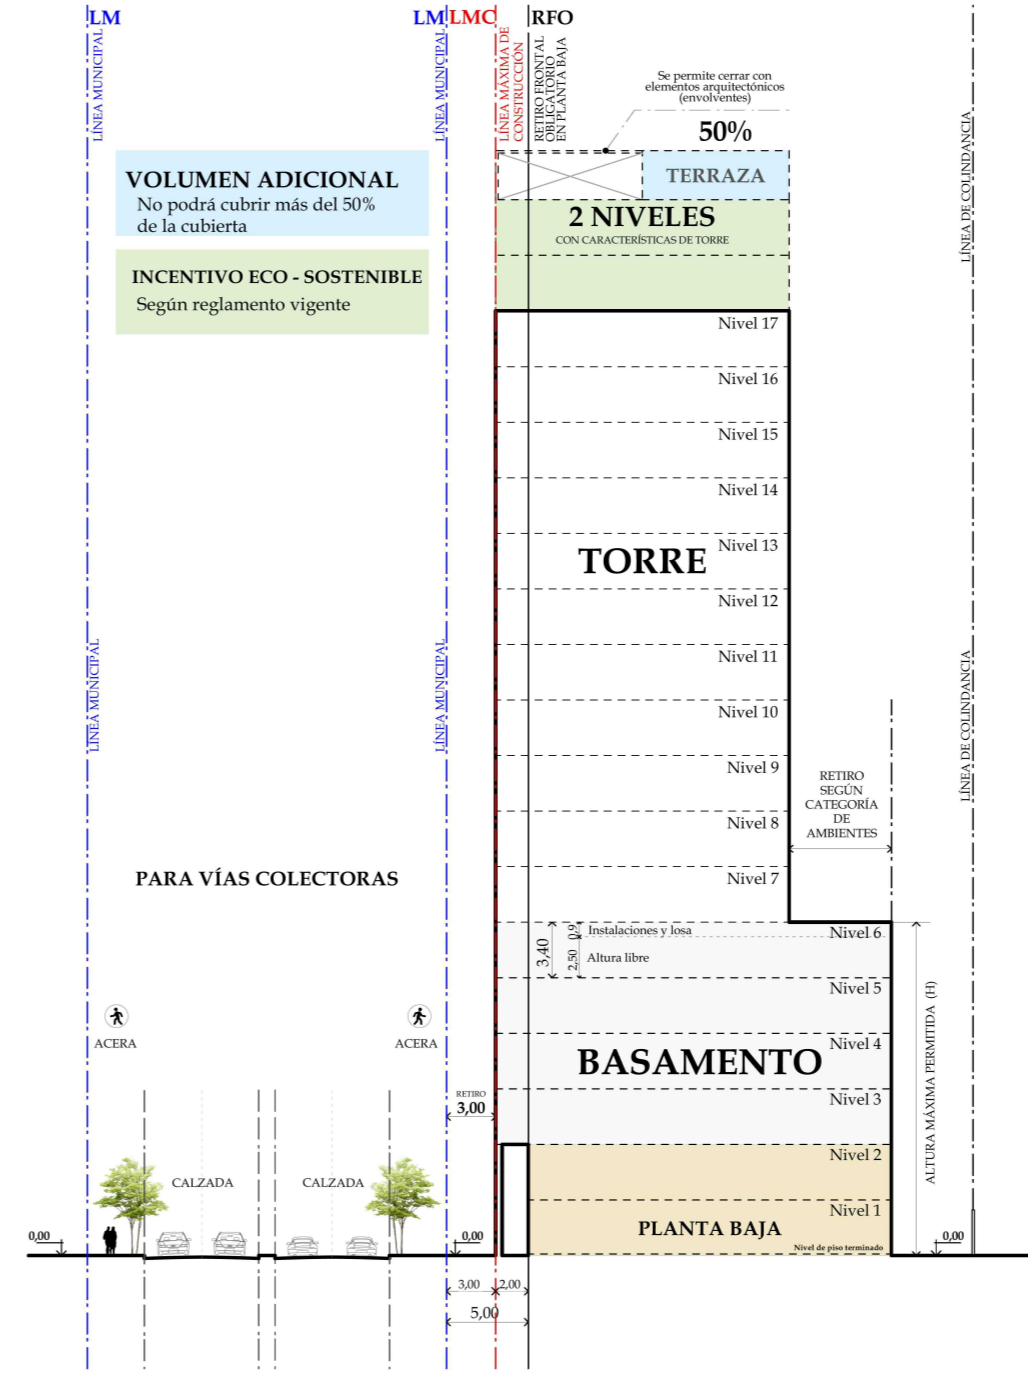 LM
LM
LMC
RFO
LÍNEA MUNICIPAL
LÍNEA MUNICIPAL
LÍNEA MÁXIMA DE
CONSTRUCCIÓN
RETIRO FRONTAL
OBLIGATORIO
EN PLANTA BAJA
LÍNEA DE COLINDANCIA
Se permite cerrar con
elementos arquitectónicos
(envolventes)
50%
VOLUMEN ADICIONAL
No podrá cubrir más del 50%
de la cubierta
TERRAZA
2 NIVELES
CON CARACTERÍSTICAS DE TORRE
INCENTIVO ECO - SOSTENIBLE
Según reglamento vigente
Nivel 17
Nivel 16
Nivel 15
Nivel 14
Nivel 13
TORRE
Nivel 12
Nivel 11
LÍNEA MUNICIPAL
LÍNEA MUNICIPAL
LÍNEA DE COLINDANCIA
Nivel 10
Nivel 9
Nivel 8
RETIRO
SEGÚN
CATEGORÍA
DE
AMBIENTES
Nivel 7
PARA VÍAS COLECTORAS
3,40
0,9
2,50
Instalaciones y losa
Altura libre
Nivel 6
Nivel 5
ALTURA MÁXIMA PERMITIDA (H)
ACERA
ACERA
Nivel 4
BASAMENTO
Nivel 3
RETIRO
3,00
Nivel 2
CALZADA
CALZADA
Nivel 1
PLANTA BAJA
Nivel de piso terminado
0,00
0,00
0,00
3,00
2,00
5,00